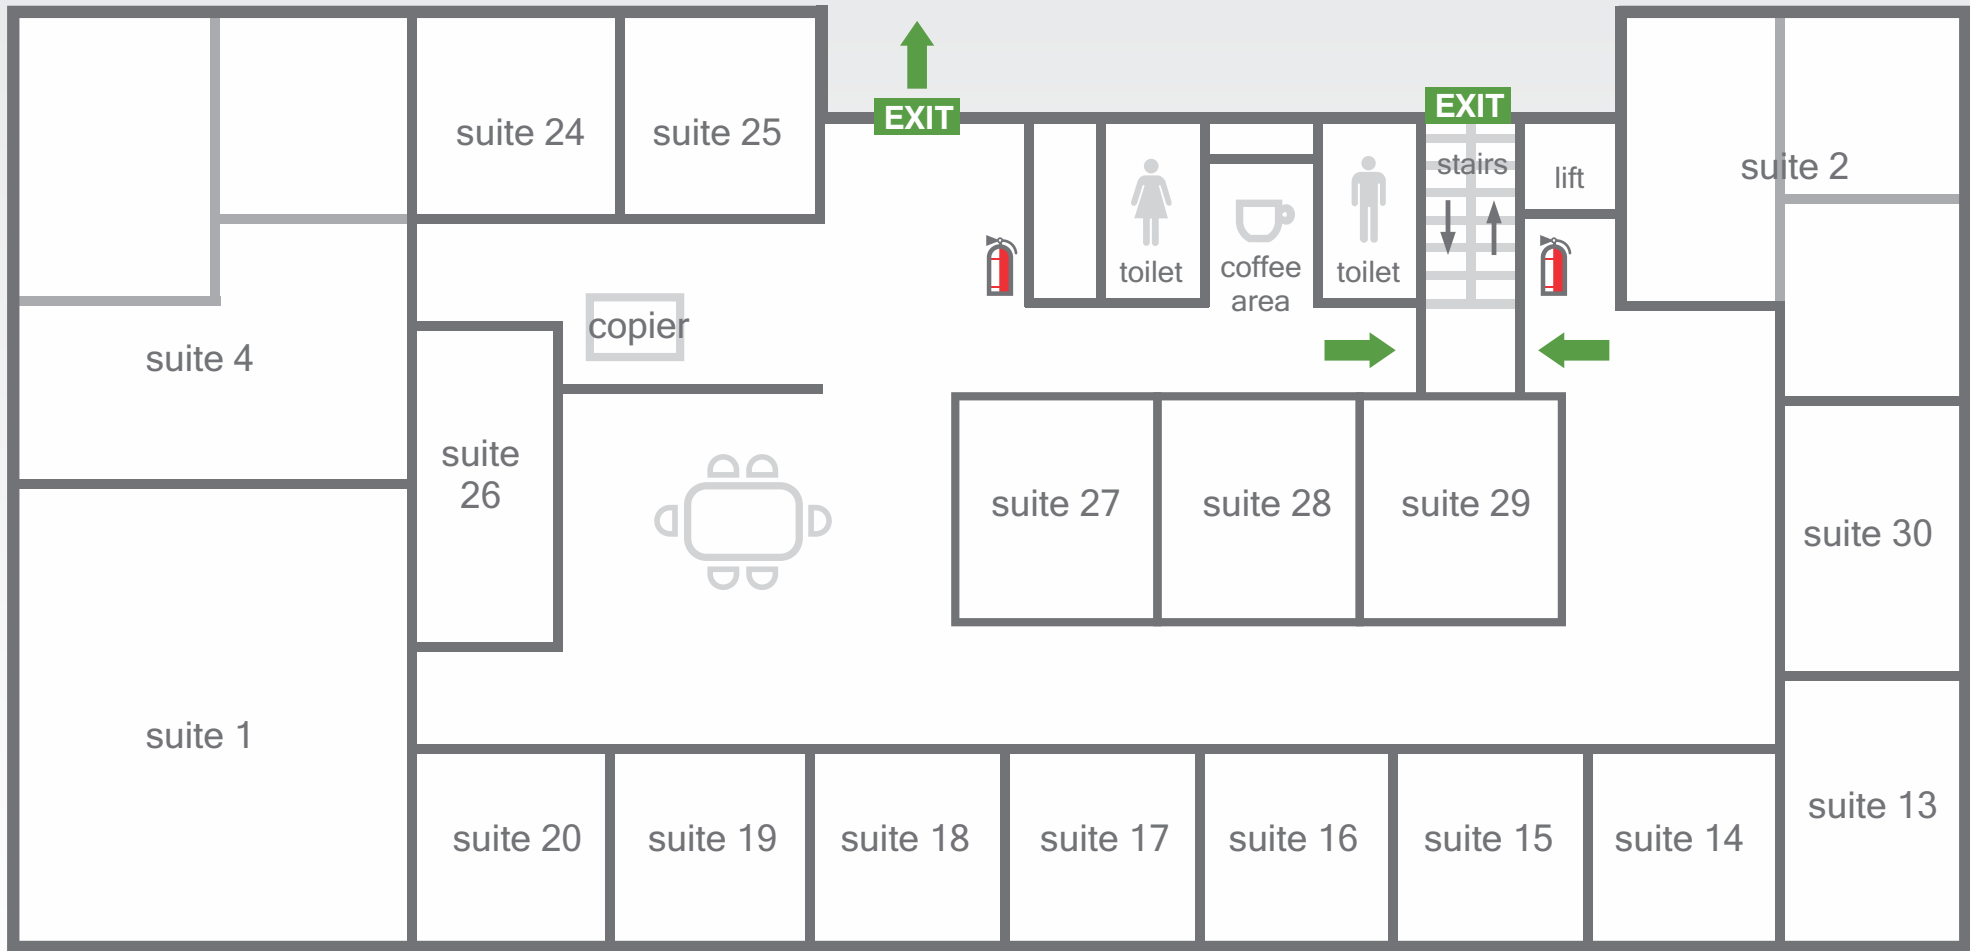 EXIT
EXIT
suite 24
suite 25
stairs
lift
suite 2
toilet
coffee
area
toilet
copier
suite 4
suite
26
suite 27
suite 28
suite 29
suite 30
suite 1
suite 20
suite 19
suite 18
suite 17
suite 16
suite 15
suite 14
suite 13